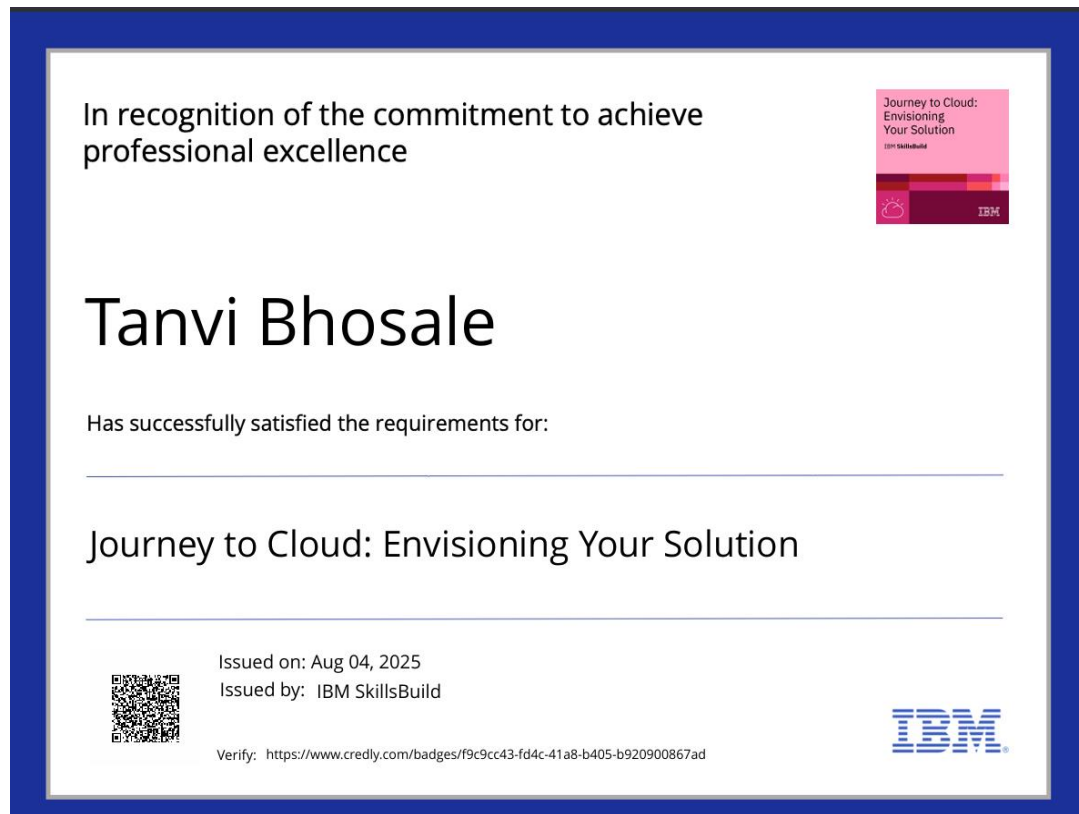 In recognition of the commitment to achieve
professional excellence
Journey to Cloud:
Envisioning
Your Solution
IBM SkillsBuild
IBM
Tanvi Bhosale
Has successfully satisfied the requirements for:
Journey to Cloud: Envisioning Your Solution
Issued on: Aug 04, 2025
Issued by: IBM SkillsBuild
Verify: https://www.credly.com/badges/f9c9cc43-fd4c-41a8-b405-b920900867ad
IBM®